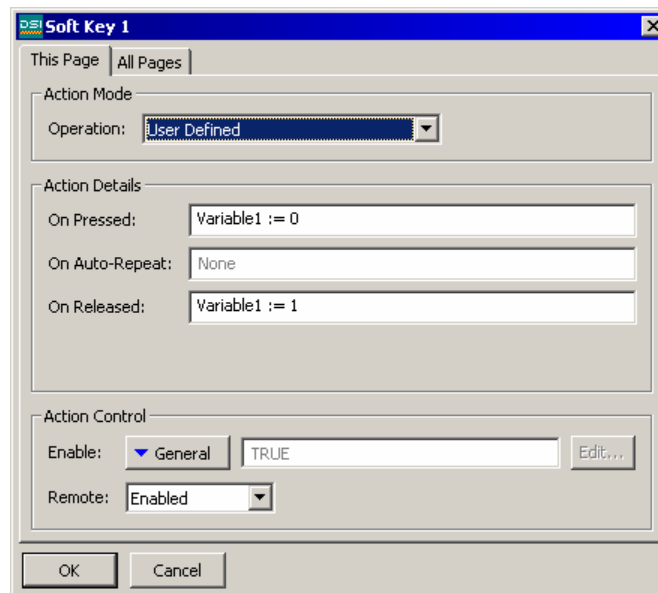 DSI Soft Key 1
This Page All Pages
Action Mode
Operation: User Defined
Action Details
On Pressed: Variable1 := 0
On Auto-Repeat: None
On Released: Variable1 := 1
Action Control
Enable: General TRUE Edit...
Remote: Enabled
OK Cancel